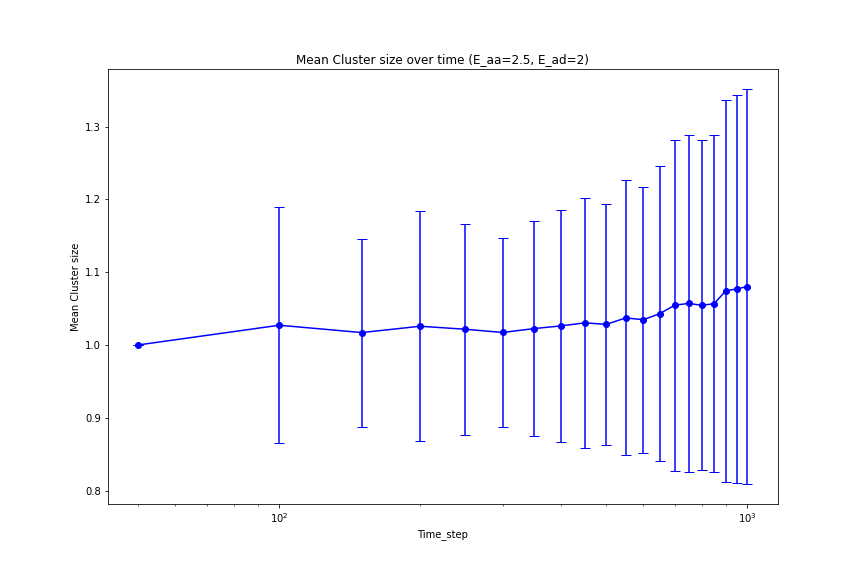 Mean Cluster size over time (E_aa=2.5, E_ad=2)
Mean Cluster size
1.3
1.2
1.1
1.0
0.9
0.8
10²
10³
Time_step